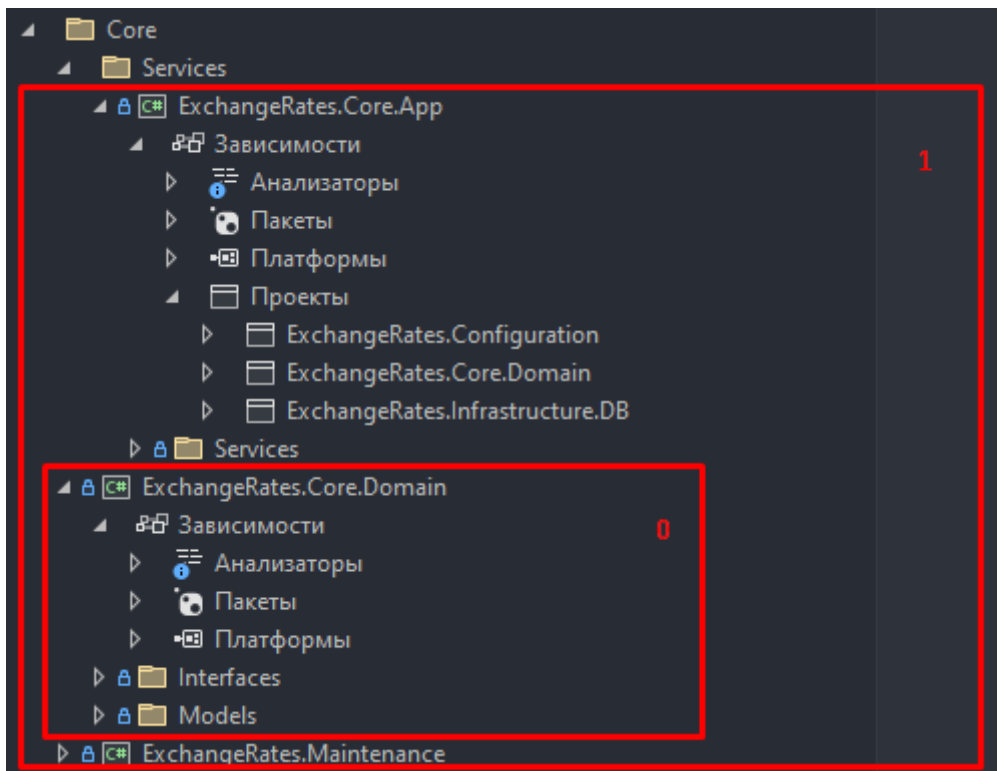 Core
Services
C# ExchangeRates.Core.App
Зависимости
1
Анализаторы
Пакеты
Платформы
Проекты
ExchangeRates.Configuration
ExchangeRates.Core.Domain
ExchangeRates.Infrastructure.DB
Services
C# ExchangeRates.Core.Domain
Зависимости
0
Анализаторы
Пакеты
Платформы
Interfaces
Models
C# ExchangeRates.Maintenance